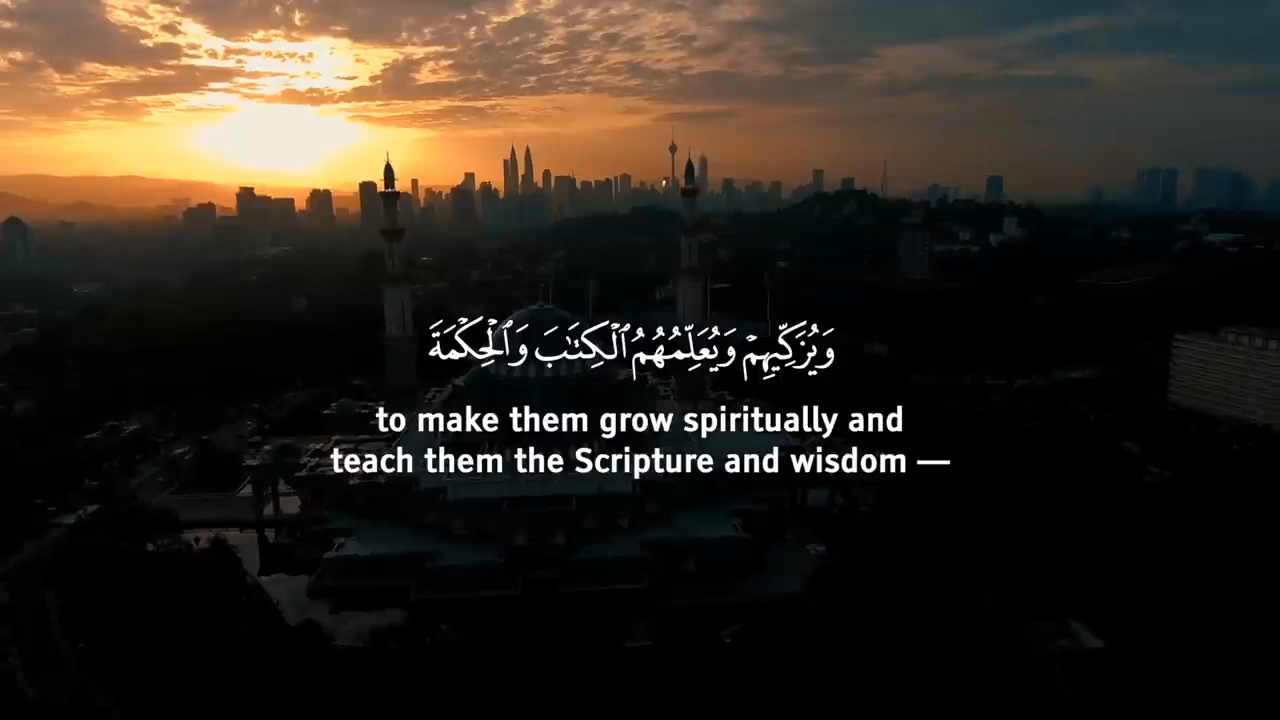 وَيُزَكِّيهِمْ وَيُعَلِّمُهُمُ ٱلْكِتَـٰبَ وَٱلْحِكْمَةَ
to make them grow spiritually and
teach them the Scripture and wisdom —